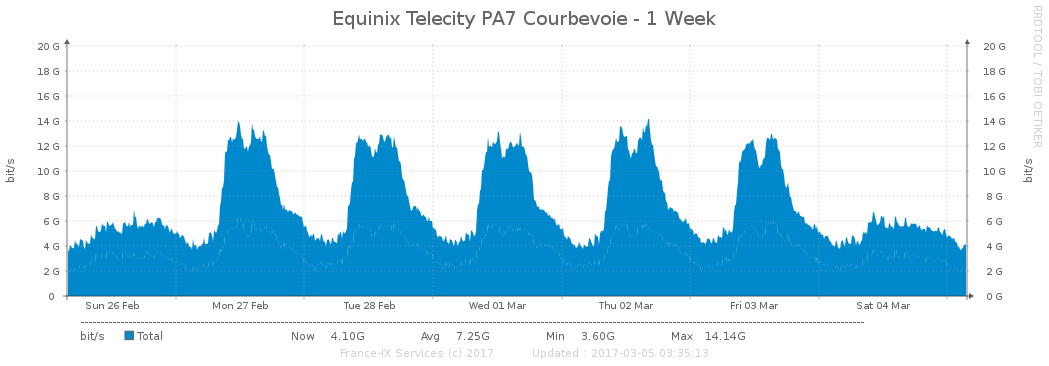 Equinix Telecity PA7 Courbevoie - 1 Week
RRDTOOL / TOBI OETIKER
bit/s
20 G 20 G
18 G 18 G
16 G 16 G
14 G 14 G
12 G 12 G
10 G 10 G
8 G 8 G
6 G 6 G
4 G 4 G
2 G 2 G
0 0 G
bit/s
Sun 26 Feb Mon 27 Feb Tue 28 Feb Wed 01 Mar Thu 02 Mar Fri 03 Mar Sat 04 Mar
bit/s Total Now 4.10G Avg 7.25G Min 3.60G Max 14.14G
France-IX Services (c) 2017 Updated : 2017-03-05 03:35:13